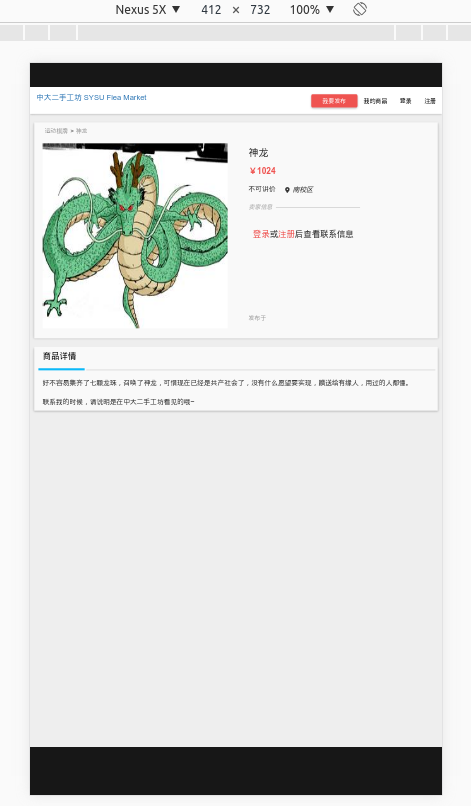 Nexus 5X ▼ 412 × 732 100% ▼
中大二手工坊 SYSU Flea Market
我要发布 我的商品 登录 注册
运动娱乐 > 神龙
神龙
¥1024
不可讲价 南校区
卖家信息
登录或注册后查看联系信息
发布于
商品详情
好不容易集齐了七颗龙珠，召唤了神龙，可惜现在已经是共产社会了，没有什么愿望要实现，赠送给有缘人，用过的人都懂。
联系我的时候，请说明是在中大二手工坊看见的哦~